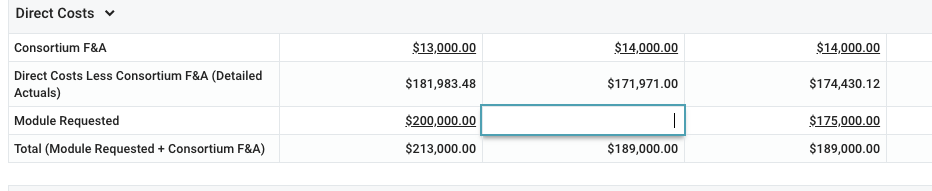 Direct Costs
Consortium F&A $13,000.00 $14,000.00 $14,000.00
Direct Costs Less Consortium F&A (Detailed
Actuals) $181,983.48 $171,971.00 $174,430.12
Module Requested $200,000.00 $175,000.00
Total (Module Requested + Consortium F&A) $213,000.00 $189,000.00 $189,000.00